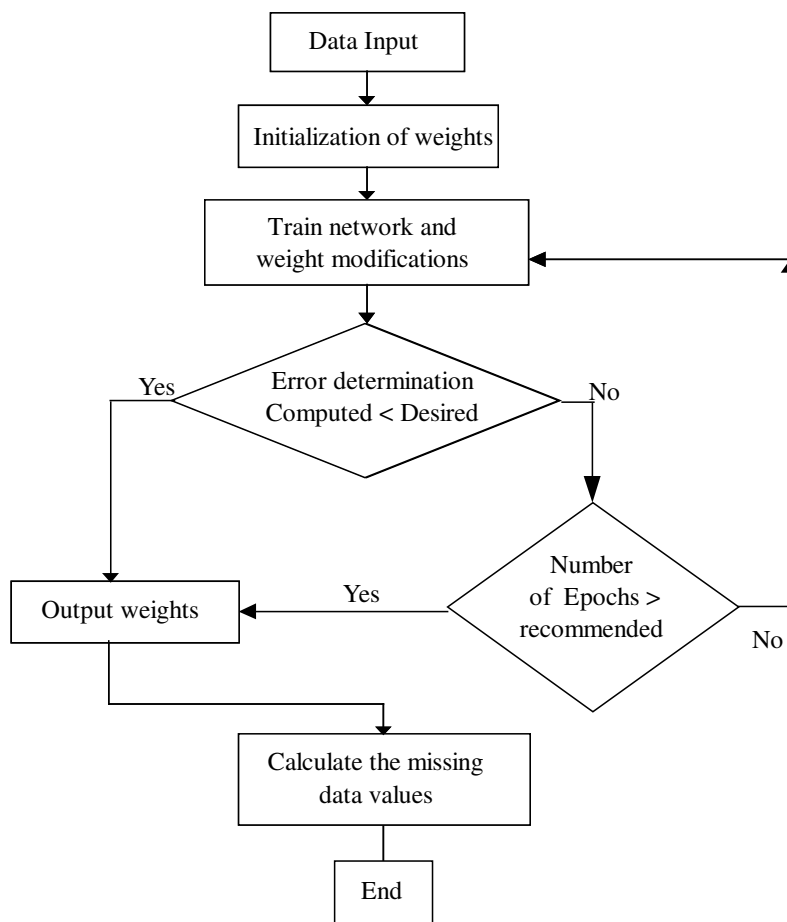 Data Input
Initialization of weights
Train network and
weight modifications
Error determination
Computed < Desired
Yes
No
Number
of Epochs >
recommended
Yes
No
Output weights
Calculate the missing
data values
End